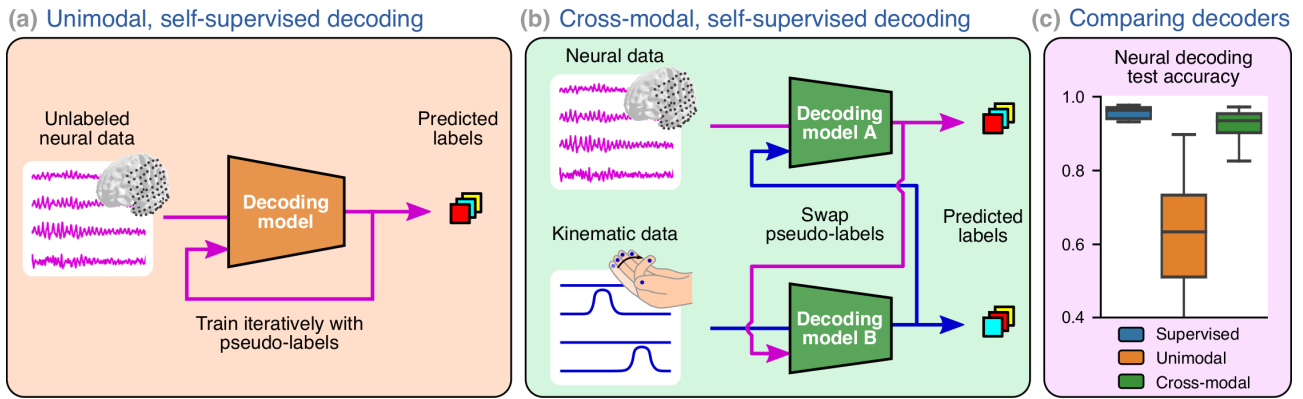 (a) Unimodal, self-supervised decoding
Unlabeled
neural data
Predicted
labels
Decoding
model
Train iteratively with
pseudo-labels
(b) Cross-modal, self-supervised decoding
Neural data
Decoding
model A
Swap
pseudo-labels
Predicted
labels
Kinematic data
Decoding
model B
(c) Comparing decoders
Neural decoding
test accuracy
1.0
0.8
0.6
0.4
Supervised
Unimodal
Cross-modal